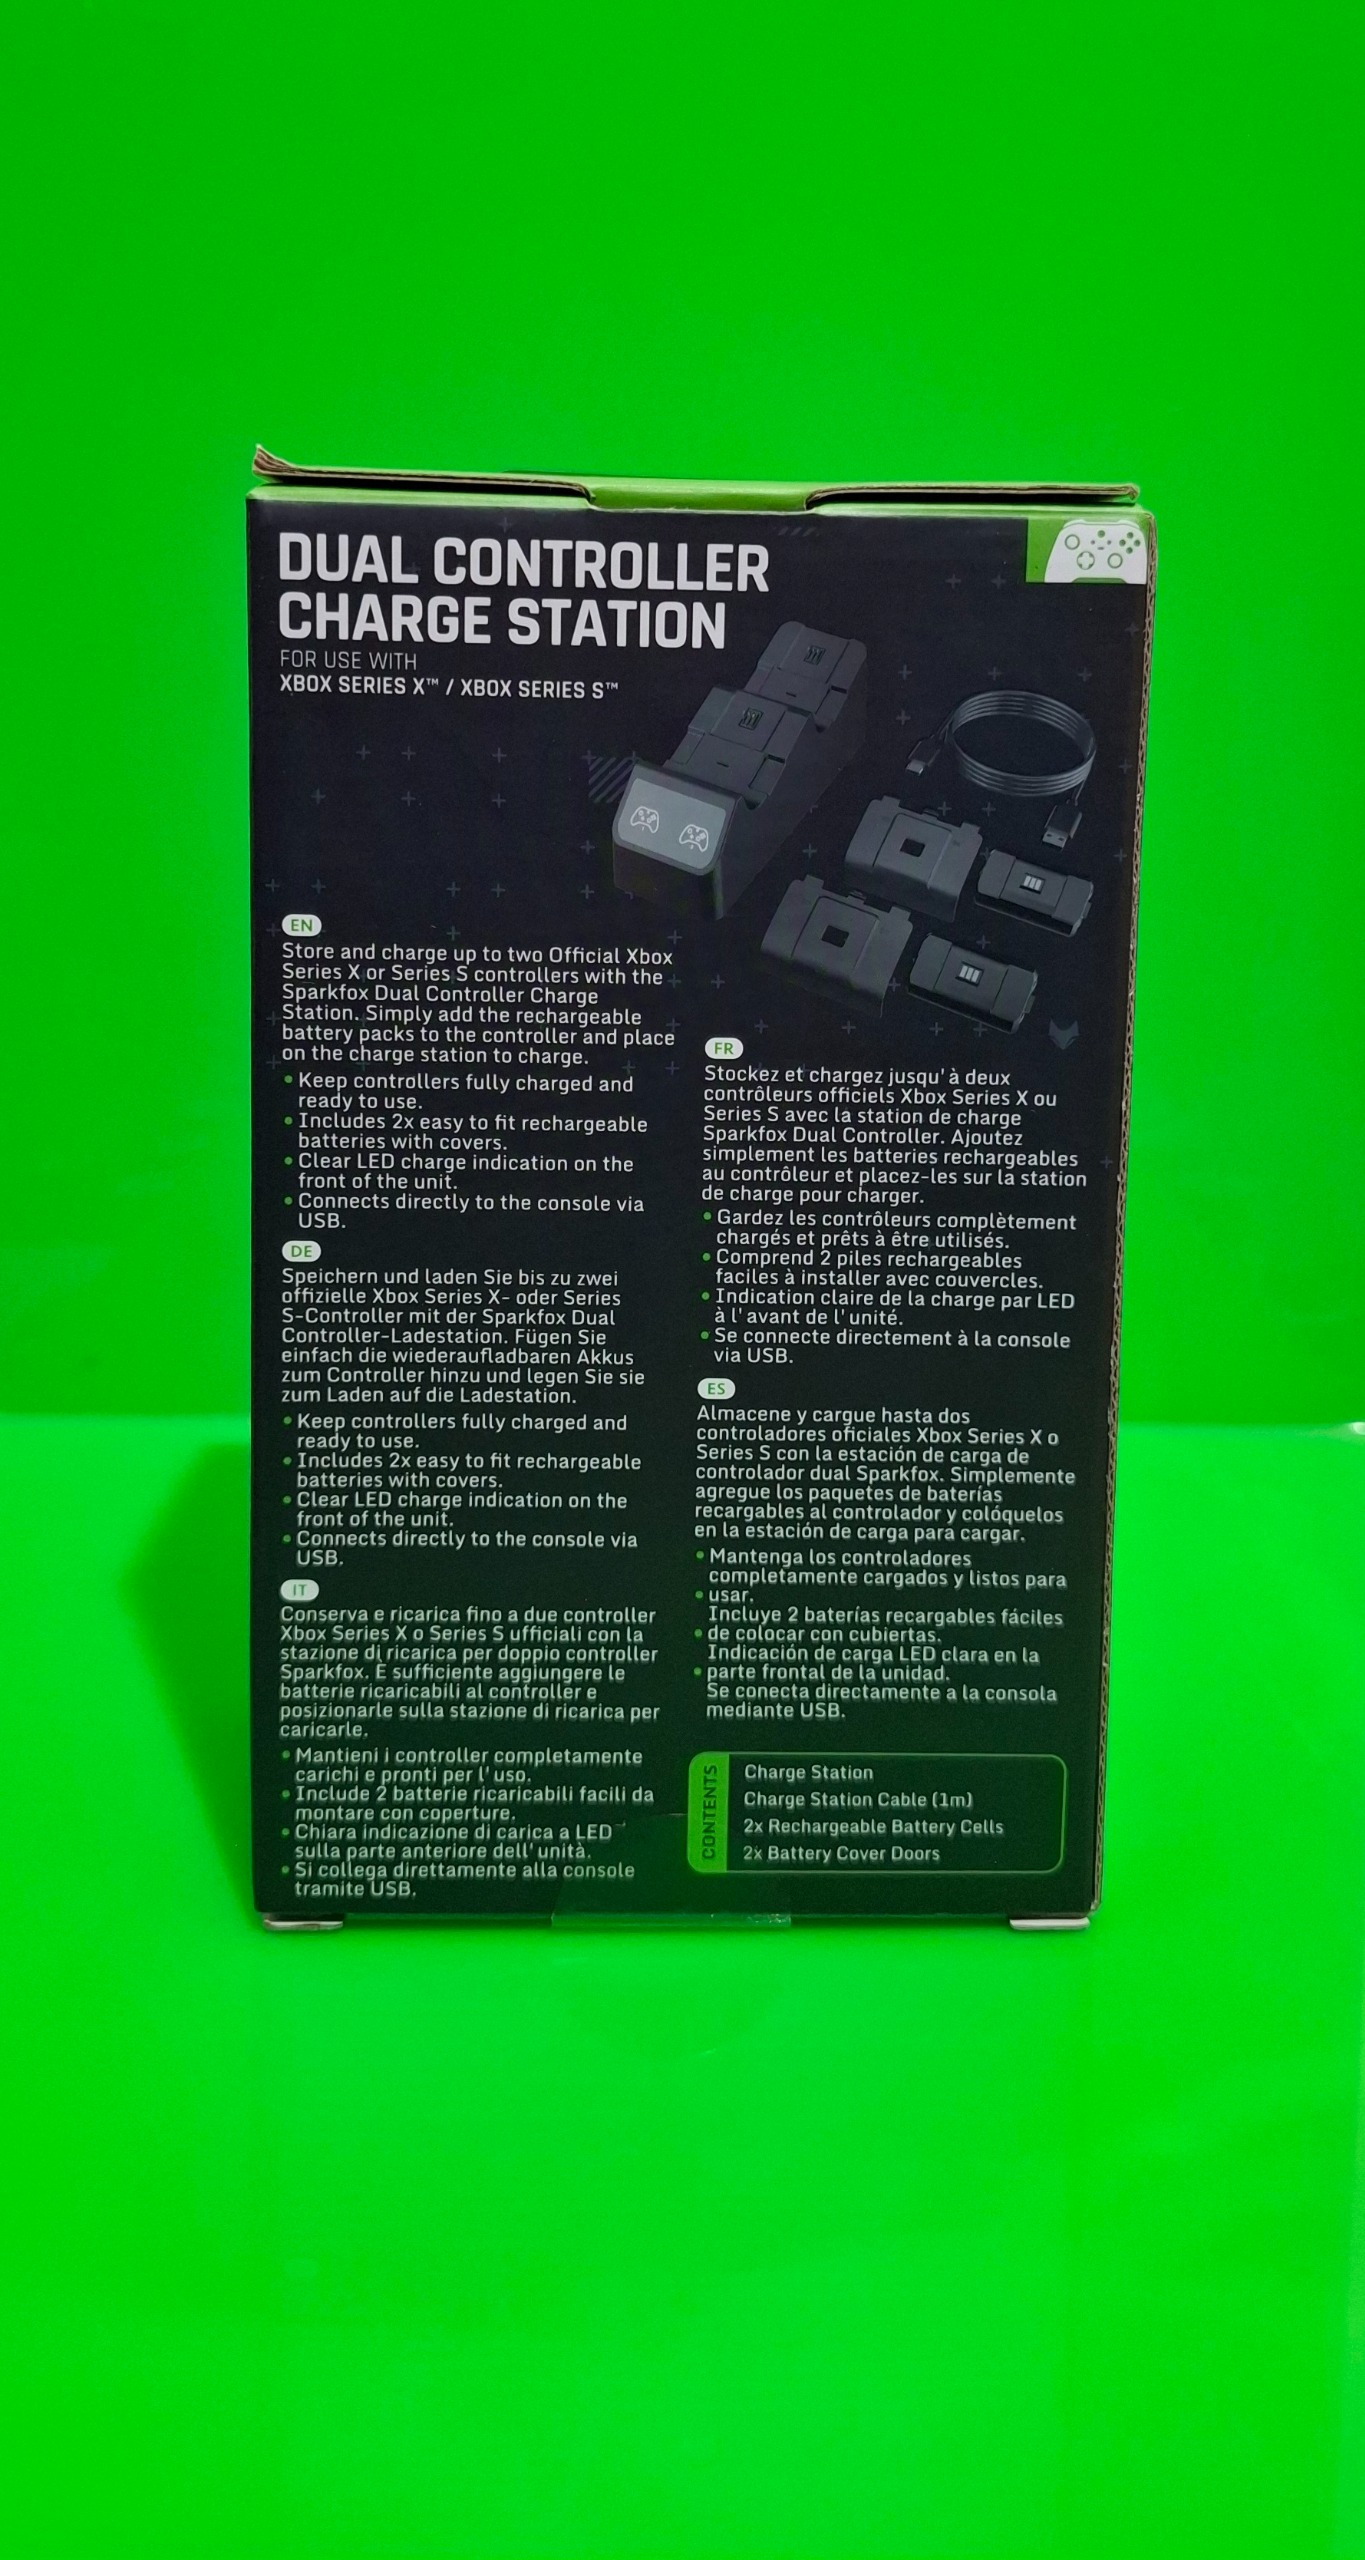 DUAL CONTROLLER
CHARGE STATION
FOR USE WITH
XBOX SERIES X™ / XBOX SERIES S™
EN
Store and charge up to two Official Xbox
Series X or Series S controllers with the
Sparkfox Dual Controller Charge
Station. Simply add the rechargeable
battery packs to the controller and place
on the charge station to charge.
• Keep controllers fully charged and
ready to use.
• Includes 2x easy to fit rechargeable
batteries with covers.
• Clear LED charge indication on the
front of the unit.
• Connects directly to the console via
USB.
DE
Speichern und laden Sie bis zu zwei
offizielle Xbox Series X- oder Series
S-Controller mit der Sparkfox Dual
Controller-Ladestation. Fügen Sie
einfach die wiederaufladbaren Akkus
zum Controller hinzu und legen Sie sie
zum Laden auf die Ladestation.
• Keep controllers fully charged and
ready to use.
• Includes 2x easy to fit rechargeable
batteries with covers.
• Clear LED charge indication on the
front of the unit.
• Connects directly to the console via
USB.
IT
Conserva e ricarica fino a due controller
Xbox Series X o Series S ufficiali con la
stazione di ricarica per doppio controller
Sparkfox. È sufficiente aggiungere le
batterie ricaricabili al controller e
posizionarle sulla stazione di ricarica per
caricarle.
• Mantieni i controller completamente
carichi e pronti per l'uso.
• Include 2 batterie ricaricabili facili da
montare con coperture.
• Chiara indicazione di carica a LED
sulla parte anteriore dell'unità.
• Si collega direttamente alla console
tramite USB.
FR
Stockez et chargez jusqu'à deux
contrôleurs officiels Xbox Series X ou
Series S avec la station de charge
Sparkfox Dual Controller. Ajoutez
simplement les batteries rechargeables
au contrôleur et placez-les sur la station
de charge pour charger.
• Gardez les contrôleurs complètement
chargés et prêts à être utilisés.
• Comprend 2 piles rechargeables
faciles à installer avec couvercles.
• Indication claire de la charge par LED
à l'avant de l'unité.
• Se connecte directement à la console
via USB.
ES
Almacene y cargue hasta dos
controladores oficiales Xbox Series X o
Series S con la estación de carga de
controlador dual Sparkfox. Simplemente
agregue los paquetes de baterías
recargables al controlador y colóquelos
en la estación de carga para cargar.
• Mantenga los controladores
completamente cargados y listos para
• usar.
Incluye 2 baterías recargables fáciles
• de colocar con cubiertas.
Indicación de carga LED clara en la
• parte frontal de la unidad.
Se conecta directamente a la consola
mediante USB.
CONTENTS
Charge Station
Charge Station Cable (1m)
2x Rechargeable Battery Cells
2x Battery Cover Doors